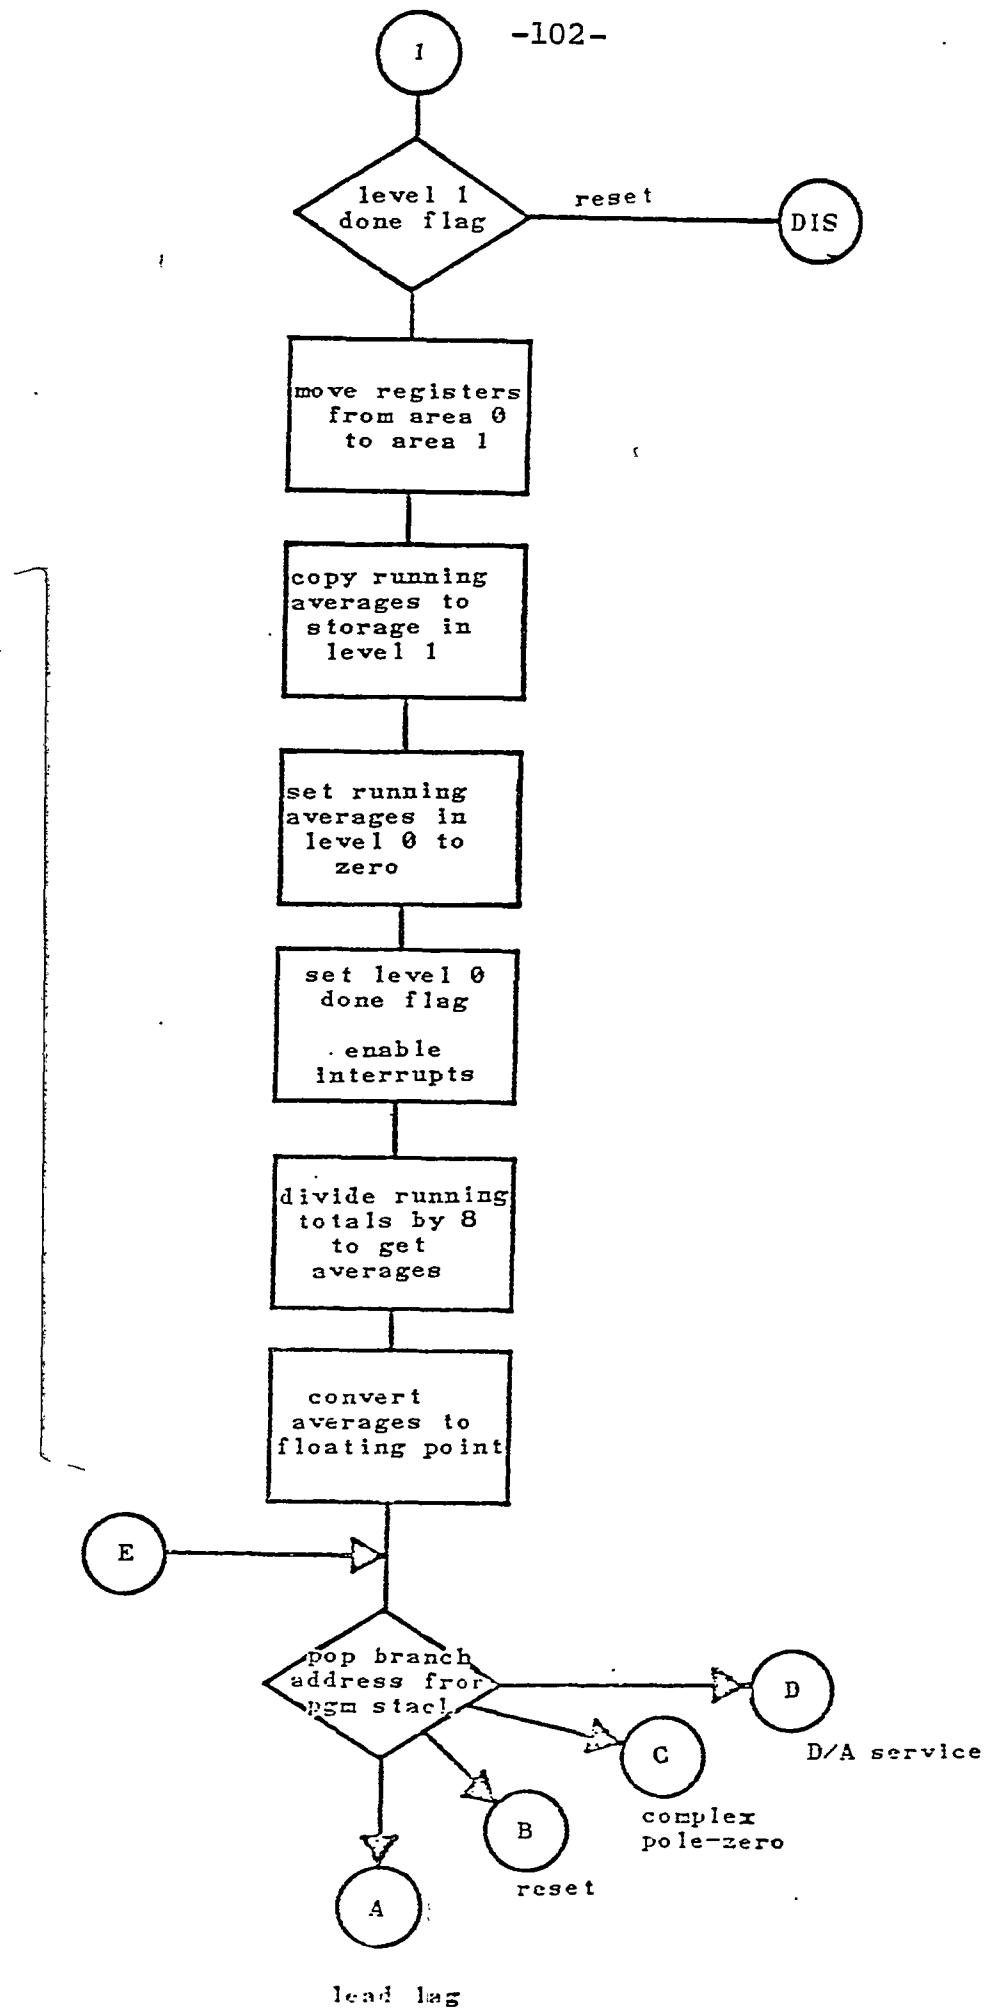 -102-
1
level 1
done flag
reset
DIS
move registers
from area 0
to area 1
copy running
averages to
storage in
level 1
set running
averages in
level 0 to
zero
set level 0
done flag
enable
interrupts
divide running
totals by 8
to get
averages
convert
averages to
floating point
E
pop branch
address from
pgm stack
D
D/A service
C
complex
pole-zero
B
reset
A
lead lag